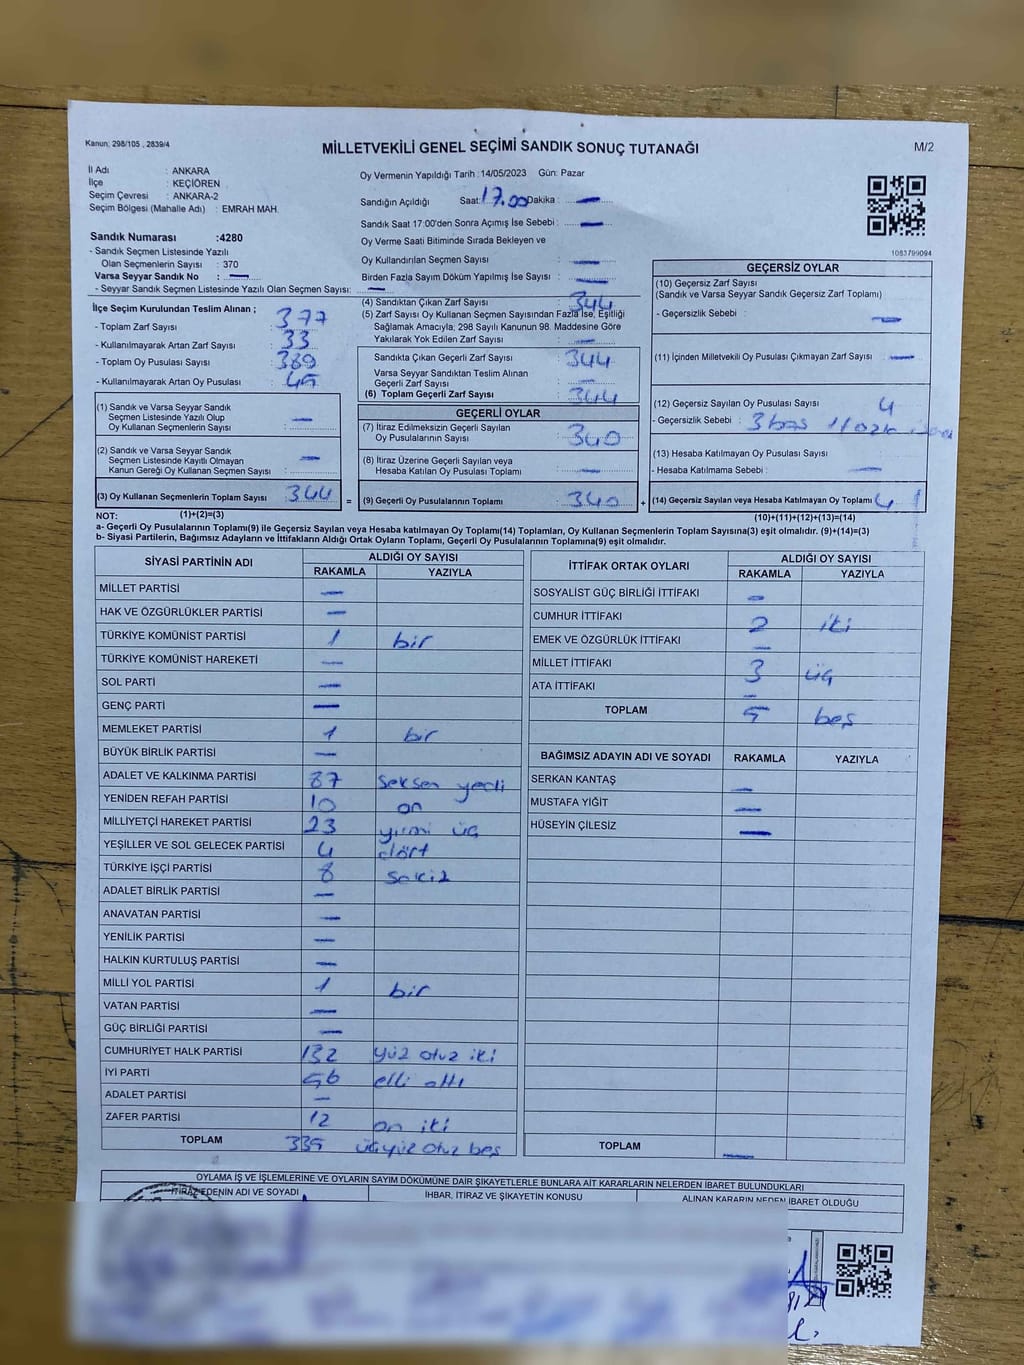 Kanun; 298/105 , 2839/4
MİLLETVEKİLİ GENEL SEÇİMİ SANDIK SONUÇ TUTANAĞI
M/2
İl Adı : ANKARA
İlçe : KEÇİÖREN
Seçim Çevresi : ANKARA-2
Seçim Bölgesi (Mahalle Adı) : EMRAH MAH.
Sandık Numarası :4280
- Sandık Seçmen Listesinde Yazılı
Olan Seçmenlerin Sayısı : 370
Varsa Seyyar Sandık No : —
- Seyyar Sandık Seçmen Listesinde Yazılı Olan Seçmen Sayısı: —
Oy Vermenin Yapıldığı Tarih :14/05/2023 Gün: Pazar
Sandığın Açıldığı Saat: 17.00 Dakika : —
Sandık Saat 17:00'den Sonra Açımış İse Sebebi : —
Oy Verme Saati Bitiminde Sırada Bekleyen ve
Oy Kullandırılan Seçmen Sayısı : —
Birden Fazla Sayım Döküm Yapılmış İse Sayısı : —
1083799094
İlçe Seçim Kurulundan Teslim Alınan ;
- Toplam Zarf Sayısı : 377
- Kullanılmayarak Artan Zarf Sayısı : 33
- Toplam Oy Pusulası Sayısı : 389
- Kullanılmayarak Artan Oy Pusulası : 45
(1) Sandık ve Varsa Seyyar Sandık
Seçmen Listesinde Yazılı Olup
Oy Kullanan Seçmenlerin Sayısı : —
(2) Sandık ve Varsa Seyyar Sandık
Seçmen Listesinde Kayıtlı Olmayan
Kanun Gereği Oy Kullanan Seçmen Sayısı : —
(3) Oy Kullanan Seçmenlerin Toplam Sayısı : 344 =
(4) Sandıktan Çıkan Zarf Sayısı : 344
(5) Zarf Sayısı Oy Kullanan Seçmen Sayısından Fazla İse, Eşitliği
Sağlamak Amacıyla; 298 Sayılı Kanunun 98. Maddesine Göre
Yakılarak Yok Edilen Zarf Sayısı : —
Sandıkta Çıkan Geçerli Zarf Sayısı : 344
Varsa Seyyar Sandıktan Teslim Alınan
Geçerli Zarf Sayısı : —
(6) Toplam Geçerli Zarf Sayısı : 344
GEÇERLİ OYLAR
(7) İtiraz Edilmeksizin Geçerli Sayılan
Oy Pusulalarının Sayısı : 340
(8) İtiraz Üzerine Geçerli Sayılan veya
Hesaba Katılan Oy Pusulası Toplamı : —
(9) Geçerli Oy Pusulalarının Toplamı : 340 +
GEÇERSİZ OYLAR
(10) Geçersiz Zarf Sayısı
(Sandık ve Varsa Seyyar Sandık Geçersiz Zarf Toplamı)
- Geçersizlik Sebebi : —
(11) İçinden Milletvekili Oy Pusulası Çıkmayan Zarf Sayısı : —
(12) Geçersiz Sayılan Oy Pusulası Sayısı : 4
- Geçersizlik Sebebi : 3 boş 1 fazla
(13) Hesaba Katılmayan Oy Pusulası Sayısı :
- Hesaba Katılmama Sebebi : —
(14) Geçersiz Sayılan veya Hesaba Katılmayan Oy Toplamı : 4
NOT: (1)+(2)=(3) (10)+(11)+(12)+(13)=(14)
a- Geçerli Oy Pusulalarının Toplamı(9) ile Geçersiz Sayılan veya Hesaba katılmayan Oy Toplamı(14) Toplamları, Oy Kullanan Seçmenlerin Toplam Sayısına(3) eşit olmalıdır. (9)+(14)=(3)
b- Siyasi Partilerin, Bağımsız Adayların ve İttifakların Aldığı Ortak Oyların Toplamı, Geçerli Oy Pusulalarının Toplamına(9) eşit olmalıdır.
SİYASİ PARTİNİN ADI ALDIĞI OY SAYISI
RAKAMLA YAZIYLA
MİLLET PARTİSİ —
HAK VE ÖZGÜRLÜKLER PARTİSİ —
TÜRKİYE KOMÜNİST PARTİSİ 1 bir
TÜRKİYE KOMÜNİST HAREKETİ —
SOL PARTİ —
GENÇ PARTİ —
MEMLEKET PARTİSİ 1 bir
BÜYÜK BİRLİK PARTİSİ —
ADALET VE KALKINMA PARTİSİ 87 seksen yedi
YENİDEN REFAH PARTİSİ 10 on
MİLLİYETÇİ HAREKET PARTİSİ 23 yirmi üç
YEŞİLLER VE SOL GELECEK PARTİSİ 4 dört
TÜRKİYE İŞÇİ PARTİSİ 8 sekiz
ADALET BİRLİK PARTİSİ —
ANAVATAN PARTİSİ —
YENİLİK PARTİSİ —
HALKIN KURTULUŞ PARTİSİ —
MİLLİ YOL PARTİSİ 1 bir
VATAN PARTİSİ —
GÜÇ BİRLİĞİ PARTİSİ —
CUMHURİYET HALK PARTİSİ 132 yüz otuz iki
İYİ PARTİ 56 elli altı
ADALET PARTİSİ —
ZAFER PARTİSİ 12 on iki
TOPLAM 335 üçyüz otuz beş
İTTİFAK ORTAK OYLARI ALDIĞI OY SAYISI
RAKAMLA YAZIYLA
SOSYALİST GÜÇ BİRLİĞİ İTTİFAKI —
CUMHUR İTTİFAKI 2 iki
EMEK VE ÖZGÜRLÜK İTTİFAKI —
MİLLET İTTİFAKI 3 üç
ATA İTTİFAKI —
TOPLAM 5 beş
BAĞIMSIZ ADAYIN ADI VE SOYADI RAKAMLA YAZIYLA
SERKAN KANTAŞ —
MUSTAFA YİĞİT —
HÜSEYİN ÇİLESİZ —
TOPLAM —
OYLAMA İŞ VE İŞLEMLERİNE VE OYLARIN SAYIM DÖKÜMÜNE DAİR ŞİKAYETLERLE BUNLARA AİT KARARLARIN NELERDEN İBARET BULUNDUKLARI
İTİRAZ EDENİN ADI VE SOYADI İHBAR, İTİRAZ VE ŞİKAYETİN KONUSU ALINAN KARARIN NEDEN İBARET OLDUĞU